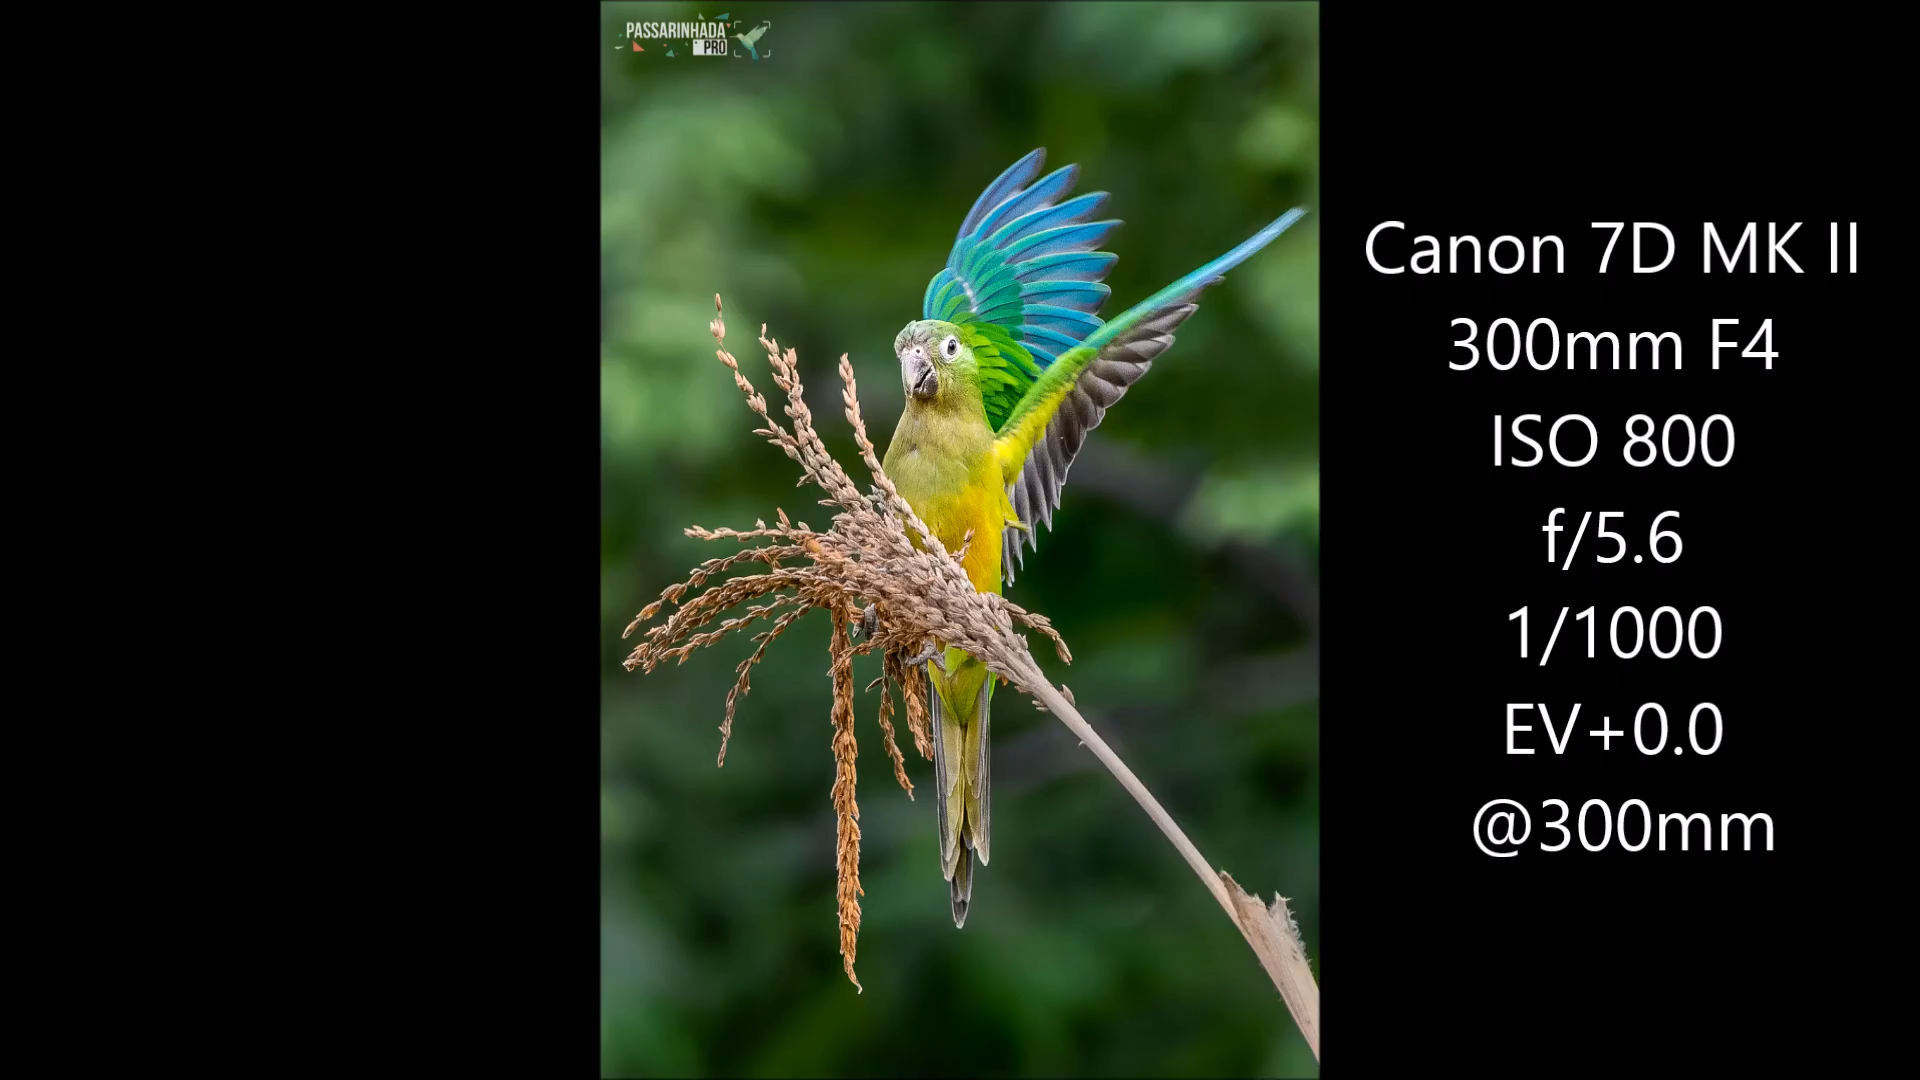 PASSARINHADA
PRO
Canon 7D MK II
300mm F4
ISO 800
f/5.6
1/1000
EV+0.0
@300mm